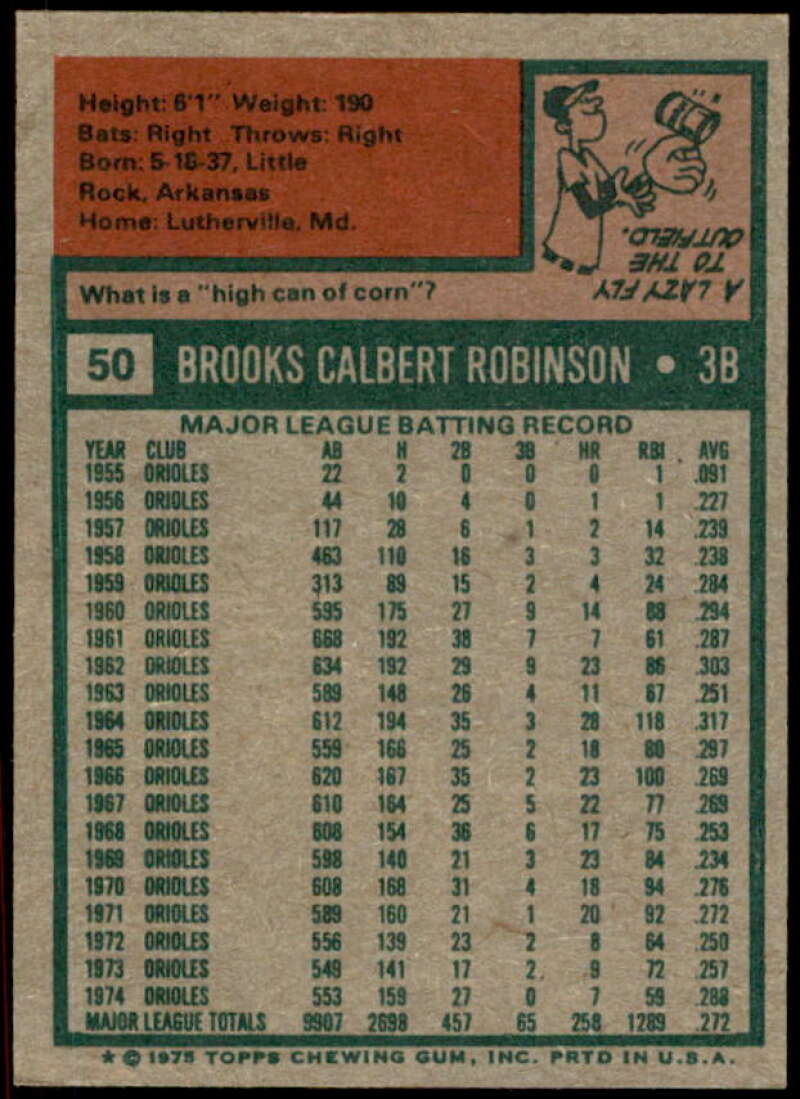 Height: 6'1" Weight: 190
Bats: Right Throws: Right
Born: 5-18-37, Little
Rock, Arkansas
Home: Lutherville, Md.
A LAZY FLY
TO THE
OUTFIELD.
What is a "high can of corn"?
50 BROOKS CALBERT ROBINSON • 3B
MAJOR LEAGUE BATTING RECORD
YEAR CLUB AB H 2B 3B HR RBI AVG
1955 ORIOLES 22 2 0 0 0 1 .091
1956 ORIOLES 44 10 4 0 1 1 .227
1957 ORIOLES 117 28 6 1 2 14 .239
1958 ORIOLES 463 110 16 3 3 32 .238
1959 ORIOLES 313 89 15 2 4 24 .284
1960 ORIOLES 595 175 27 9 14 88 .294
1961 ORIOLES 668 192 38 7 7 61 .287
1962 ORIOLES 634 192 29 9 23 86 .303
1963 ORIOLES 589 148 26 4 11 67 .251
1964 ORIOLES 612 194 35 3 28 118 .317
1965 ORIOLES 559 166 25 2 18 80 .297
1966 ORIOLES 620 167 35 2 23 100 .269
1967 ORIOLES 610 164 25 5 22 77 .269
1968 ORIOLES 608 154 36 6 17 75 .253
1969 ORIOLES 598 140 21 3 23 84 .234
1970 ORIOLES 608 168 31 4 18 94 .276
1971 ORIOLES 589 160 21 1 20 92 .272
1972 ORIOLES 556 139 23 2 8 64 .250
1973 ORIOLES 549 141 17 2 9 72 .257
1974 ORIOLES 553 159 27 0 7 59 .288
MAJOR LEAGUE TOTALS 9907 2698 457 65 258 1289 .272
* © 1975 TOPPS CHEWING GUM, INC. PRTD IN U.S.A.